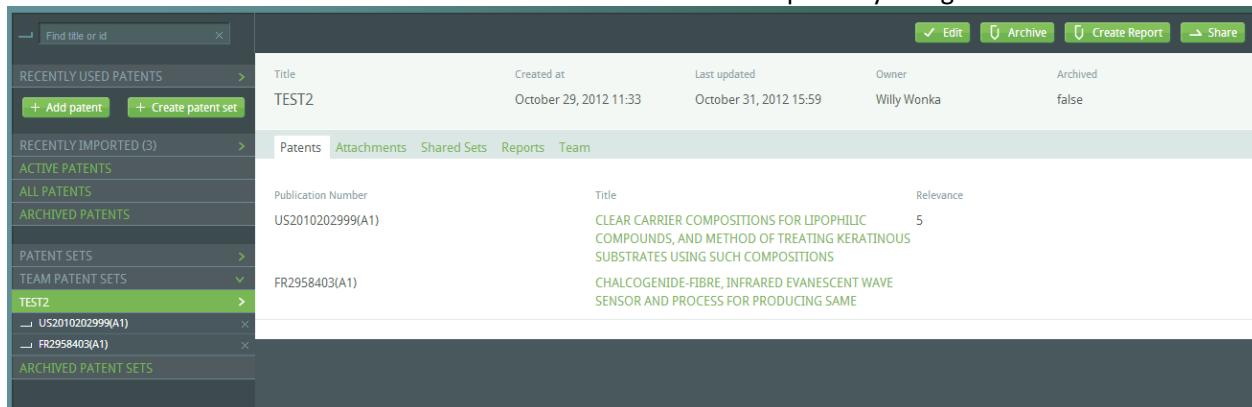 Find title or id
Edit Archive Create Report Share
RECENTLY USED PATENTS
+ Add patent + Create patent set
RECENTLY IMPORTED (3)
ACTIVE PATENTS
ALL PATENTS
ARCHIVED PATENTS
PATENT SETS
TEAM PATENT SETS
TEST2
US2010202999(A1)
FR2958403(A1)
ARCHIVED PATENT SETS
Title Created at Last updated Owner Archived
TEST2 October 29, 2012 11:33 October 31, 2012 15:59 Willy Wonka false
Patents Attachments Shared Sets Reports Team
Publication Number Title Relevance
US2010202999(A1) CLEAR CARRIER COMPOSITIONS FOR LIPOPHILIC 5
COMPOUNDS, AND METHOD OF TREATING KERATINOUS
SUBSTRATES USING SUCH COMPOSITIONS
FR2958403(A1) CHALCOGENIDE-FIBRE, INFRARED EVANESCENT WAVE
SENSOR AND PROCESS FOR PRODUCING SAME